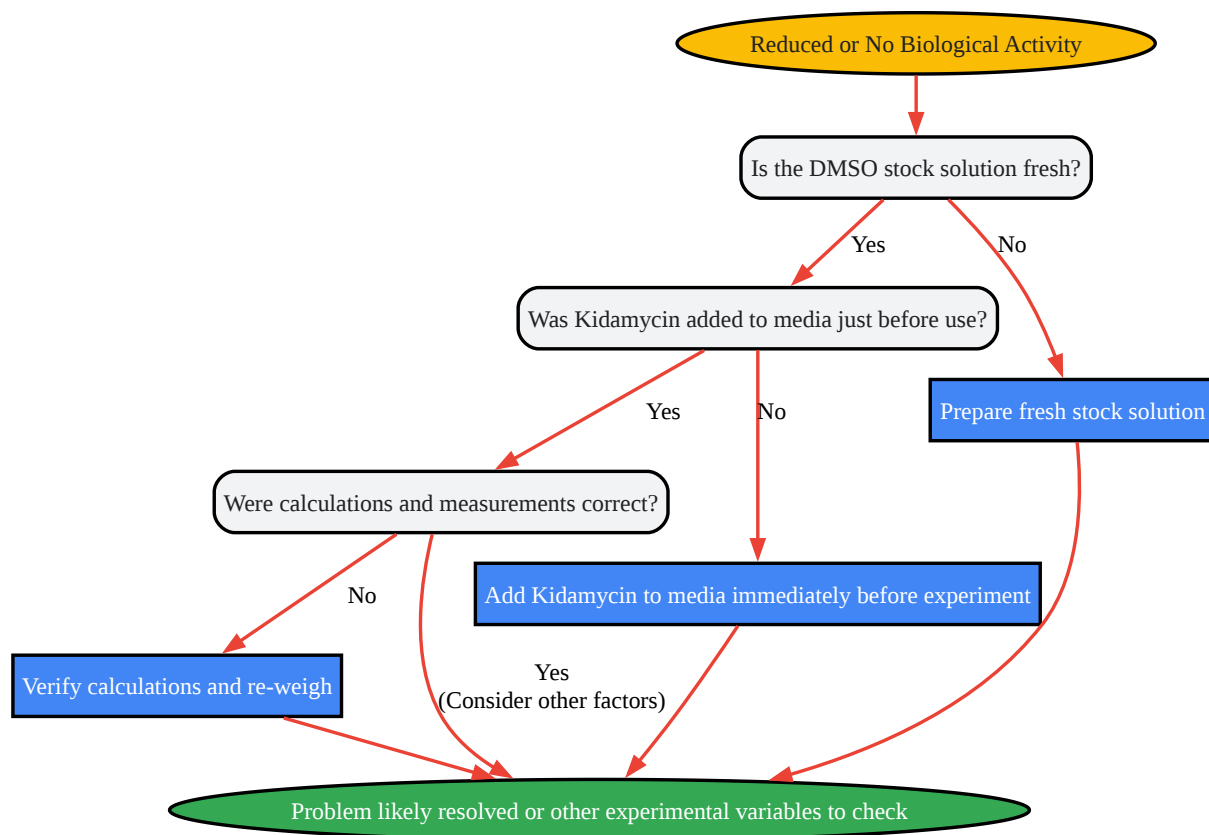 Reduced or No Biological Activity
Is the DMSO stock solution fresh?
Yes
No
Was Kidamycin added to media just before use?
Yes
No
Prepare fresh stock solution
Were calculations and measurements correct?
No
Add Kidamycin to media immediately before experiment
Yes
(Consider other factors)
Verify calculations and re-weigh
Problem likely resolved or other experimental variables to check